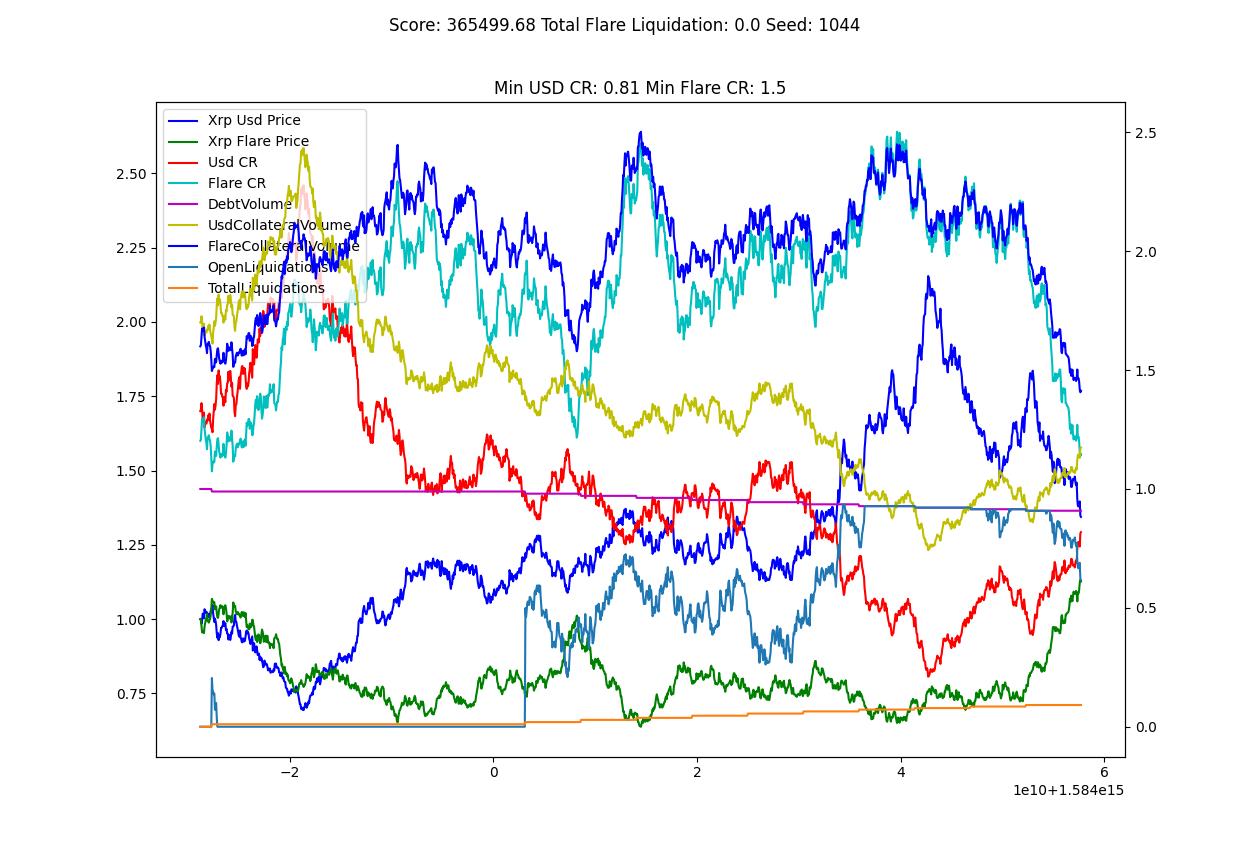 Score: 365499.68 Total Flare Liquidation: 0.0 Seed: 1044
Min USD CR: 0.81 Min Flare CR: 1.5
Xrp Usd Price
Xrp Flare Price
Usd CR
Flare CR
DebtVolume
UsdCollateralVolume
FlareCollateralVolume
OpenLiquidations
TotalLiquidations
2.50
2.25
2.00
1.75
1.50
1.25
1.00
0.75
2.5
2.0
1.5
1.0
0.5
0.0
−2 0 2 4 6
1e10+1.584e15